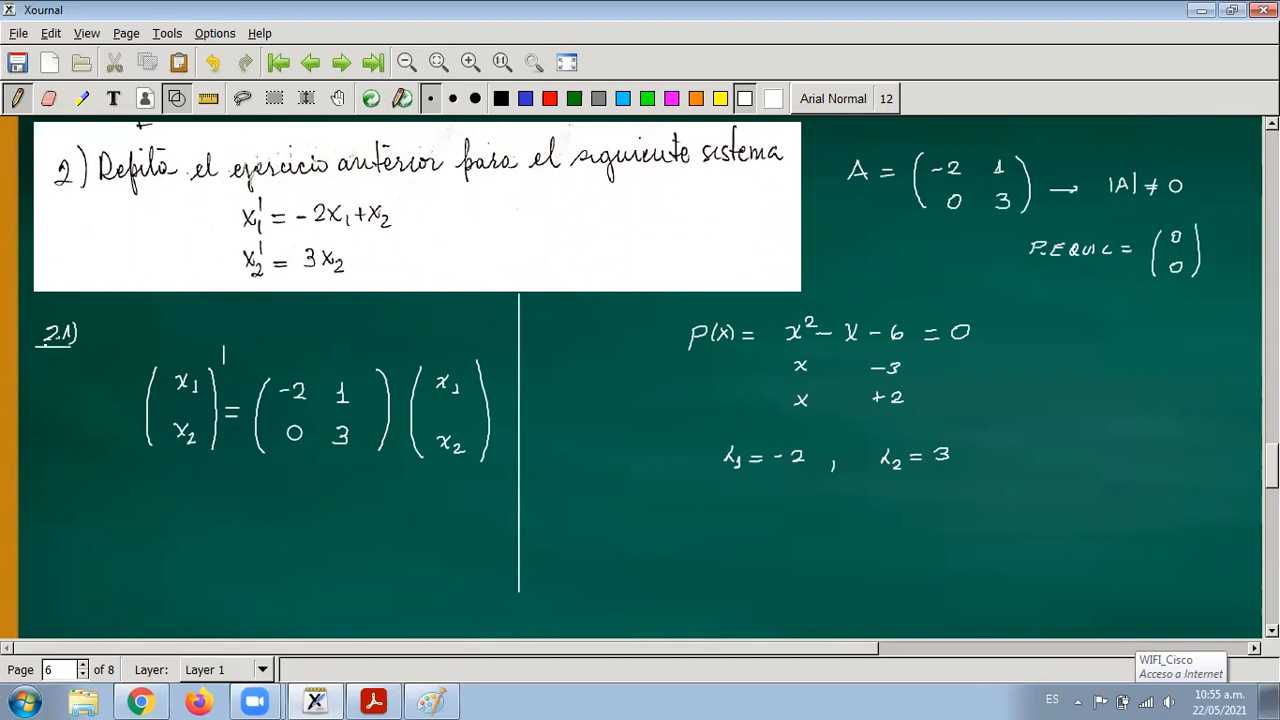 Xournal
File Edit View Page Tools Options Help
Arial Normal 12
2) Repita el ejercicio anterior para el siguiente sistema
x₁' = -2x₁+x₂
x₂' = 3x₂
A = ( -2 1
0 3 ) → |A| ≠ 0
P.EQUIL = ( 0
0 )
2.1)
( x₁
x₂ )' = ( -2 1
0 3 ) ( x₁
x₂ )
P(x) = x² - x - 6 = 0
x -3
x +2
λ₁ = -2 , λ₂ = 3
Page 6 of 8 Layer: Layer 1
WIFI_Cisco
Acceso a Internet
ES
10:55 a.m.
22/05/2021